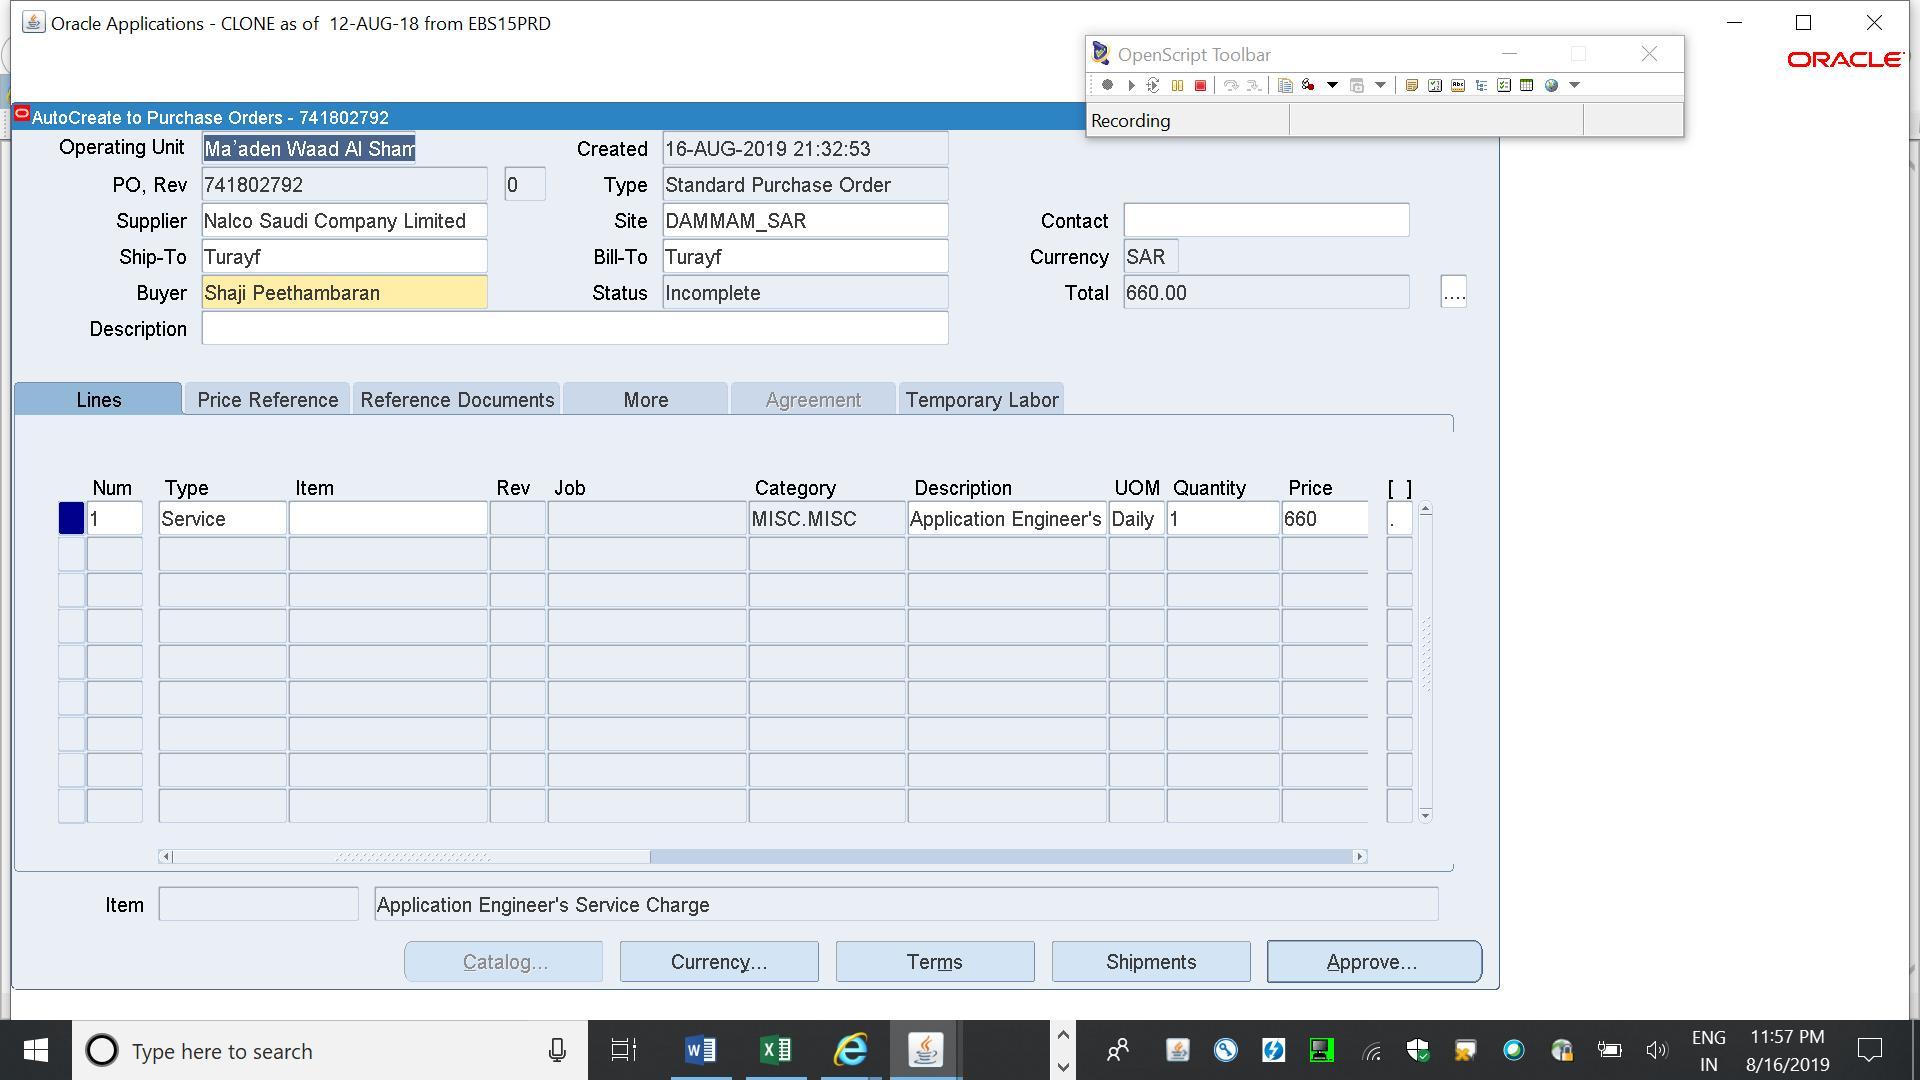 Oracle Applications - CLONE as of 12-AUG-18 from EBS15PRD
OpenScript Toolbar
ORACLE
Recording
AutoCreate to Purchase Orders - 741802792
Operating Unit Ma'aden Waad Al Sham Created 16-AUG-2019 21:32:53
PO, Rev 741802792 0 Type Standard Purchase Order
Supplier Nalco Saudi Company Limited Site DAMMAM_SAR Contact
Ship-To Turayf Bill-To Turayf Currency SAR
Buyer Shaji Peethambaran Status Incomplete Total 660.00 ....
Description
Lines Price Reference Reference Documents More Agreement Temporary Labor
Num Type Item Rev Job Category Description UOM Quantity Price [ ]
1 Service MISC.MISC Application Engineer's Daily 1 660 .
Item Application Engineer's Service Charge
Catalog... Currency... Terms Shipments Approve...
Type here to search
ENG 11:57 PM
IN 8/16/2019